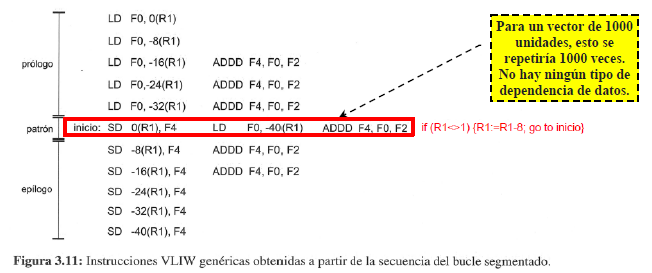 Para un vector de 1000
unidades, esto se
repetiría 1000 veces.
No hay ningún tipo de
dependencia de datos.
LD F0, 0(R1)
LD F0, -8(R1)
prólogo
LD F0, -16(R1) ADDD F4, F0, F2
LD F0,-24(R1) ADDD F4, F0, F2
LD F0, -32(R1) ADDD F4, F0, F2
patrón inicio: SD 0(R1), F4 LD F0, -40(R1) ADDD F4, F0, F2 if (R1<>1) {R1:=R1-8; go to inicio}
SD -8(R1), F4 ADDD F4, F0, F2
SD -16(R1), F4 ADDD F4, F0, F2
epílogo
SD -24(R1), F4
SD -32(R1), F4
SD -40(R1), F4
Figura 3.11: Instrucciones VLIW genéricas obtenidas a partir de la secuencia del bucle segmentado.